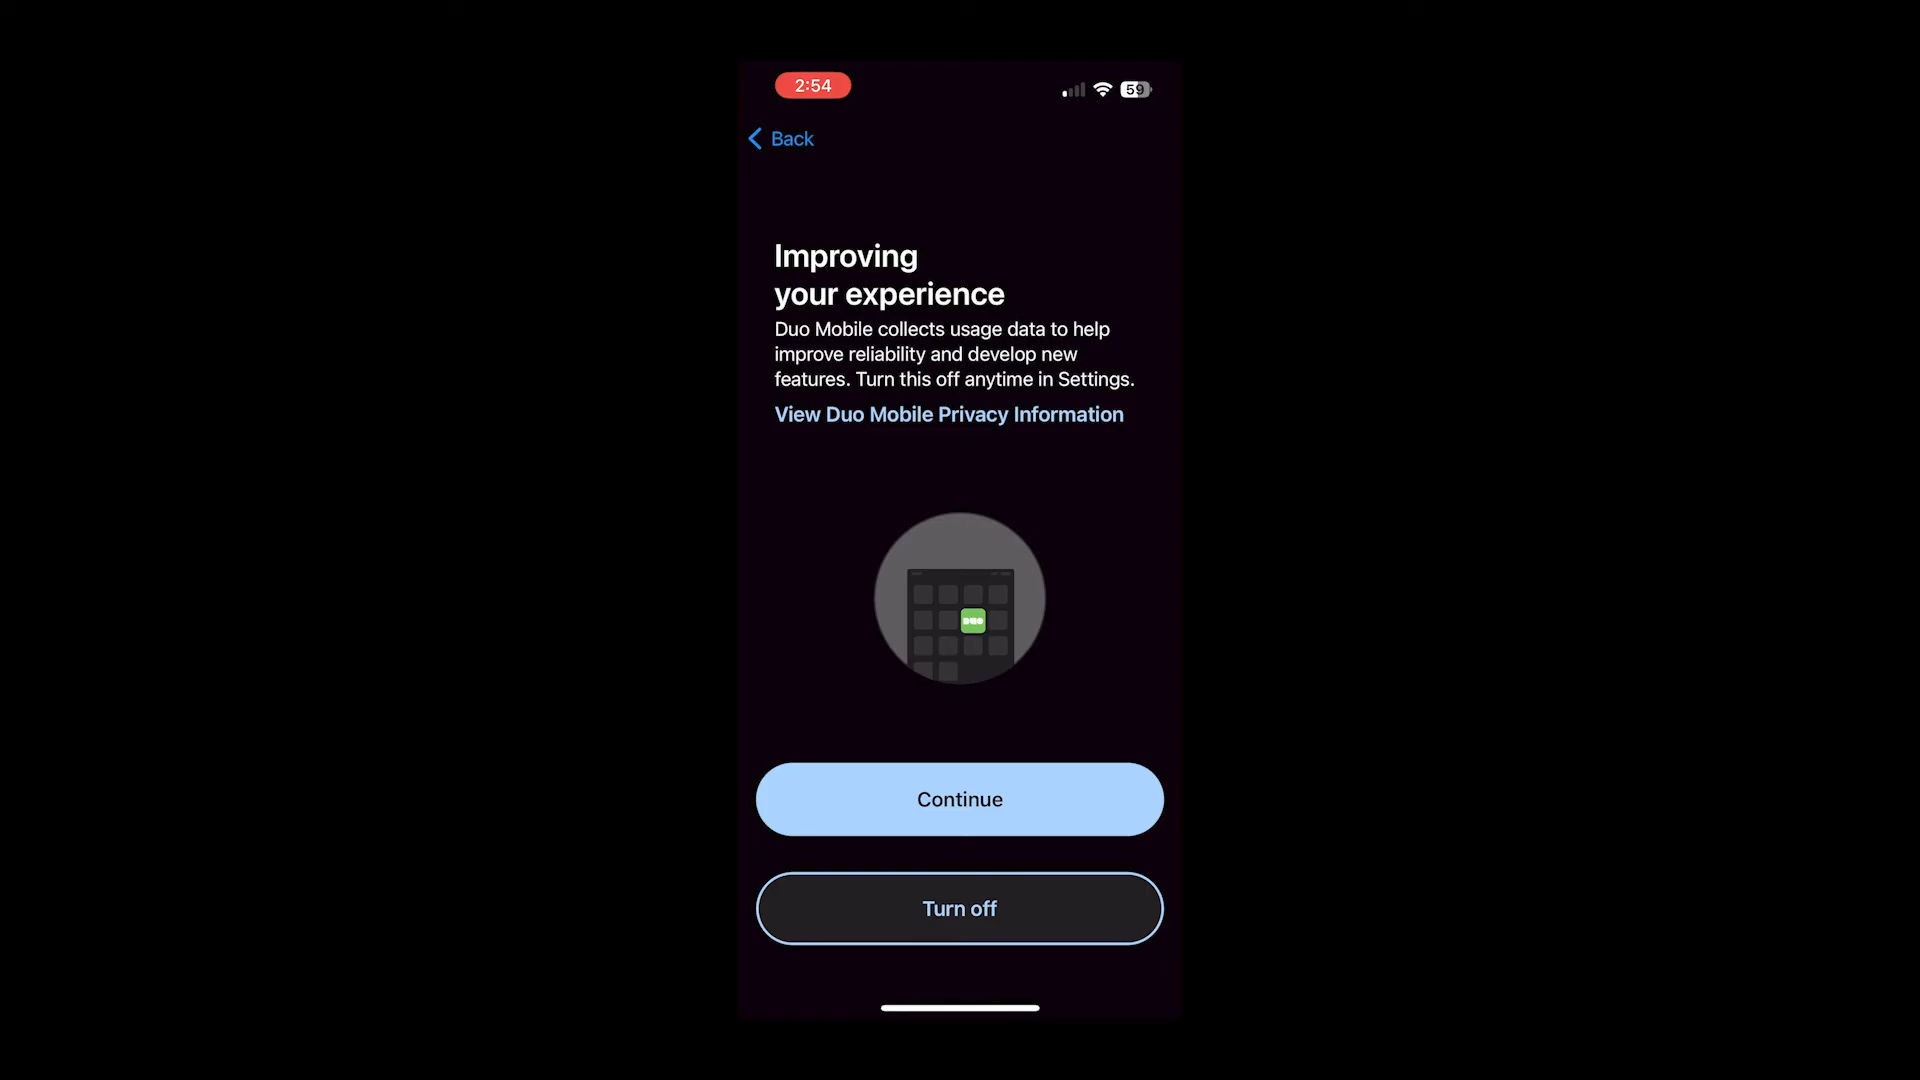 2:54
59
Back
Improving
your experience
Duo Mobile collects usage data to help
improve reliability and develop new
features. Turn this off anytime in Settings.
View Duo Mobile Privacy Information
DUO
Continue
Turn off